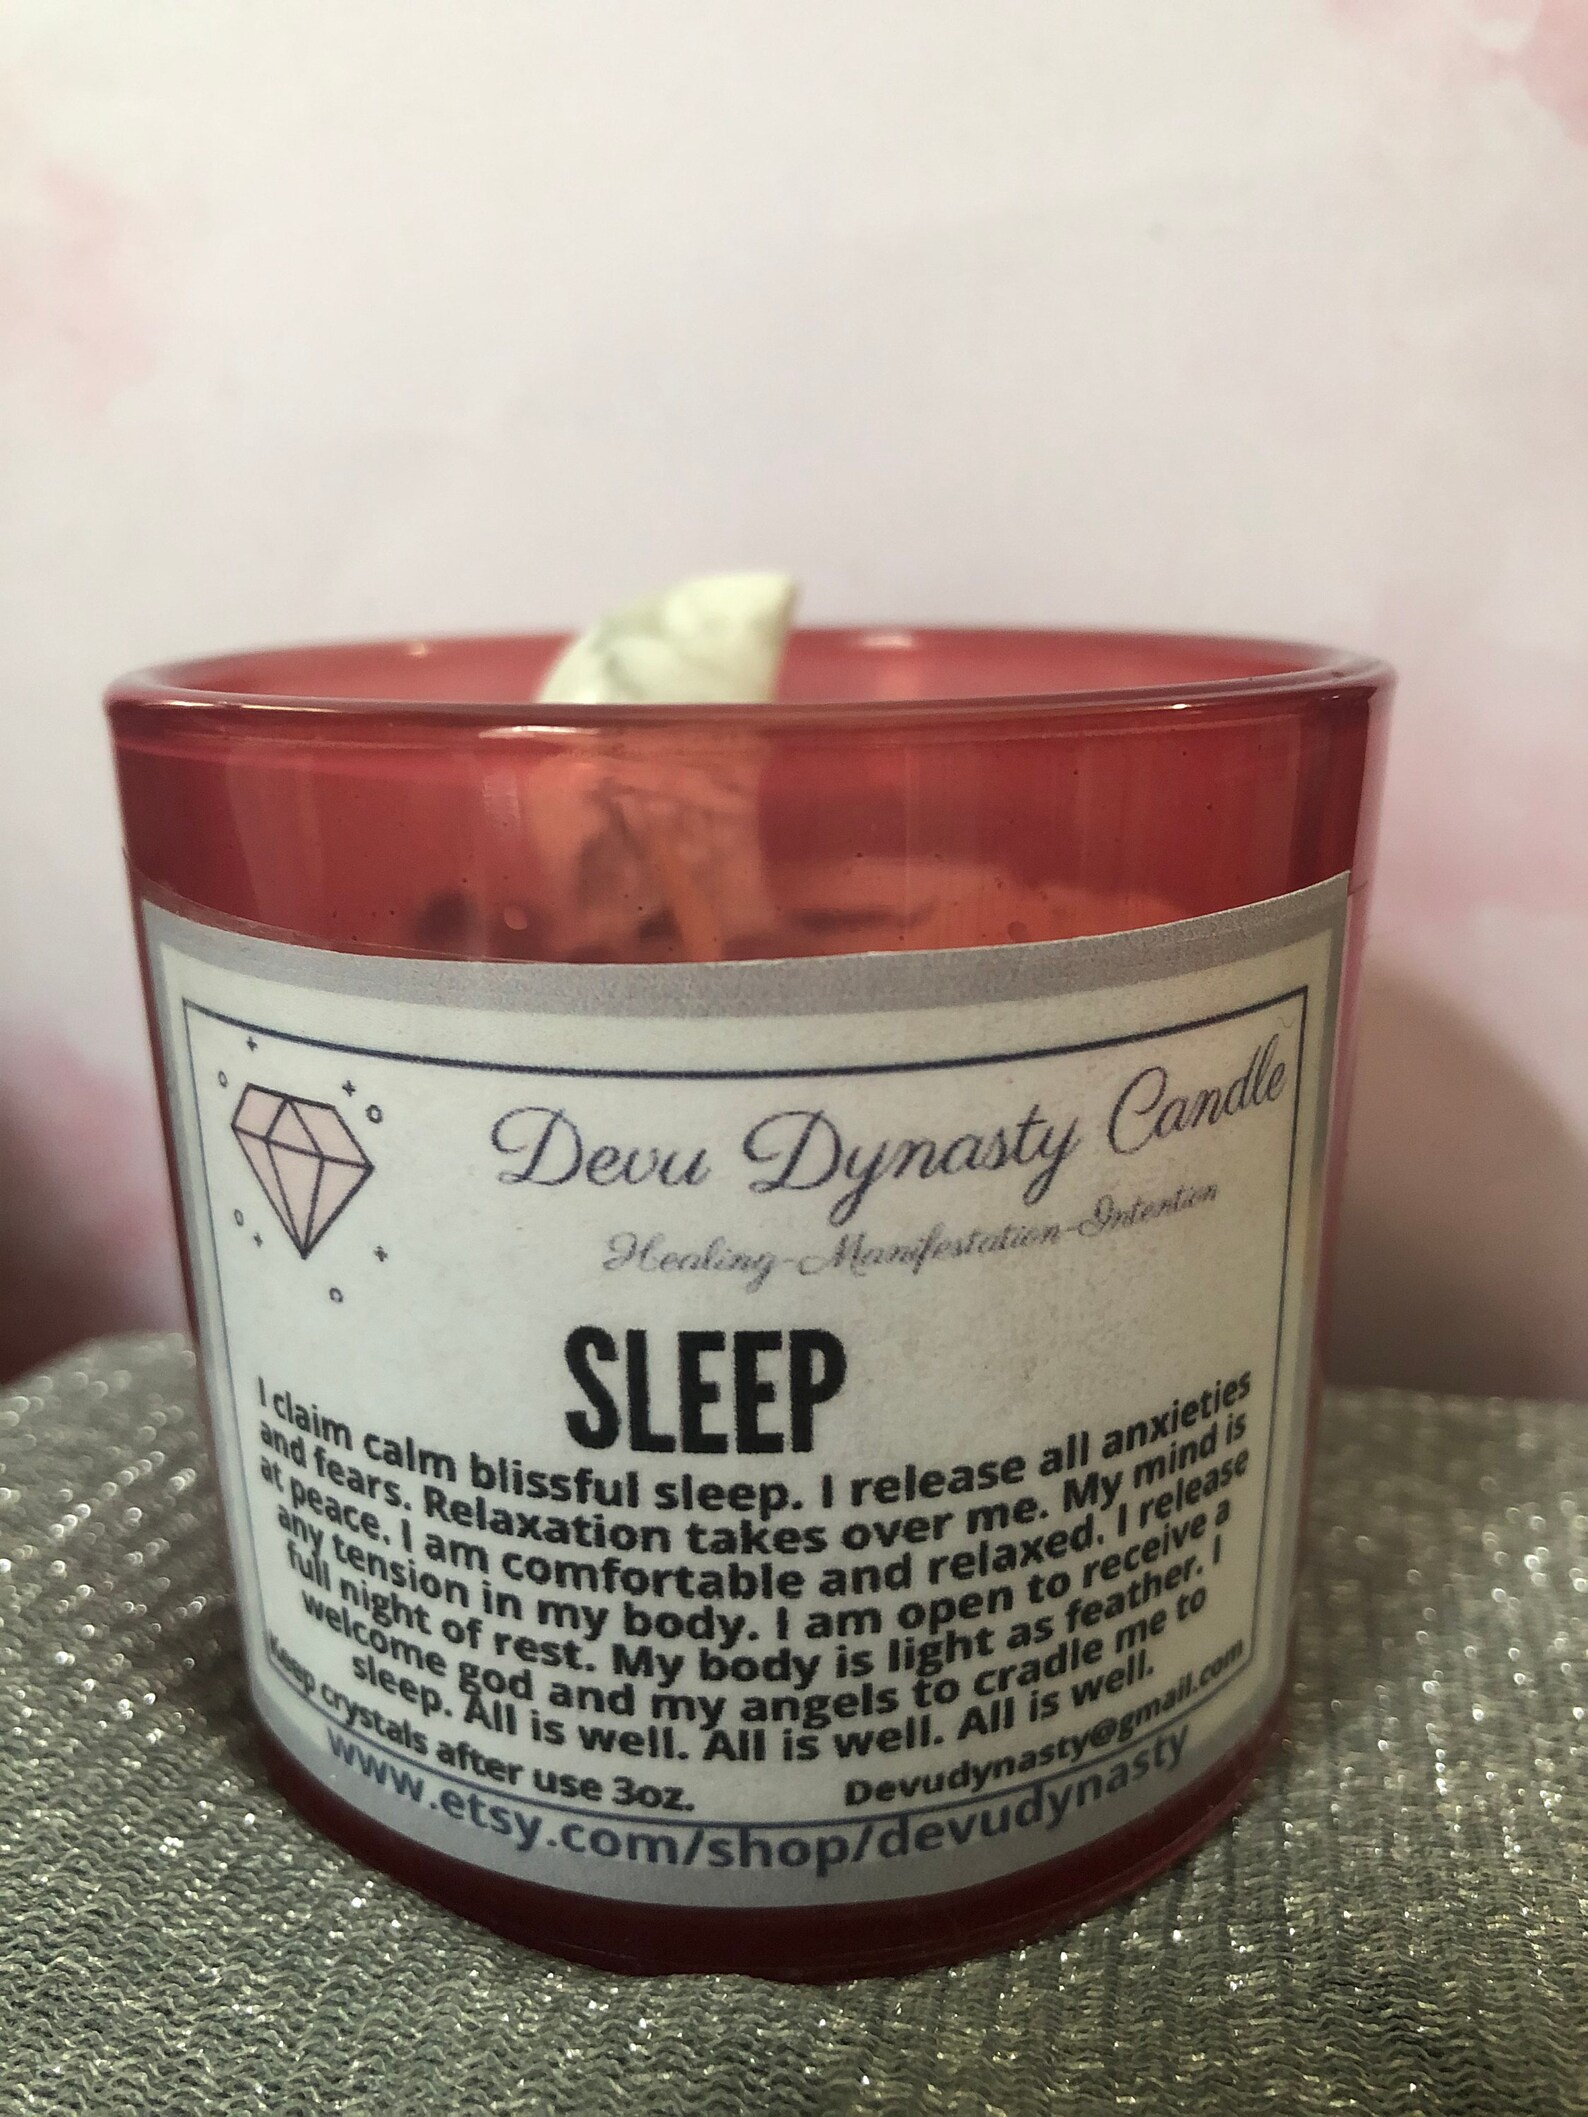 Devu Dynasty Candle
Healing-Manifestation-Intention
SLEEP
I claim calm blissful sleep. I release all anxieties
and fears. Relaxation takes over me. My mind is
at peace. I am comfortable and relaxed. I release
any tension in my body. I am open to receive a
full night of rest. My body is light as feather. I
welcome god and my angels to cradle me to
sleep. All is well. All is well. All is well.
Keep crystals after use 3oz. Devudynasty@gmail.com
www.etsy.com/shop/devudynasty